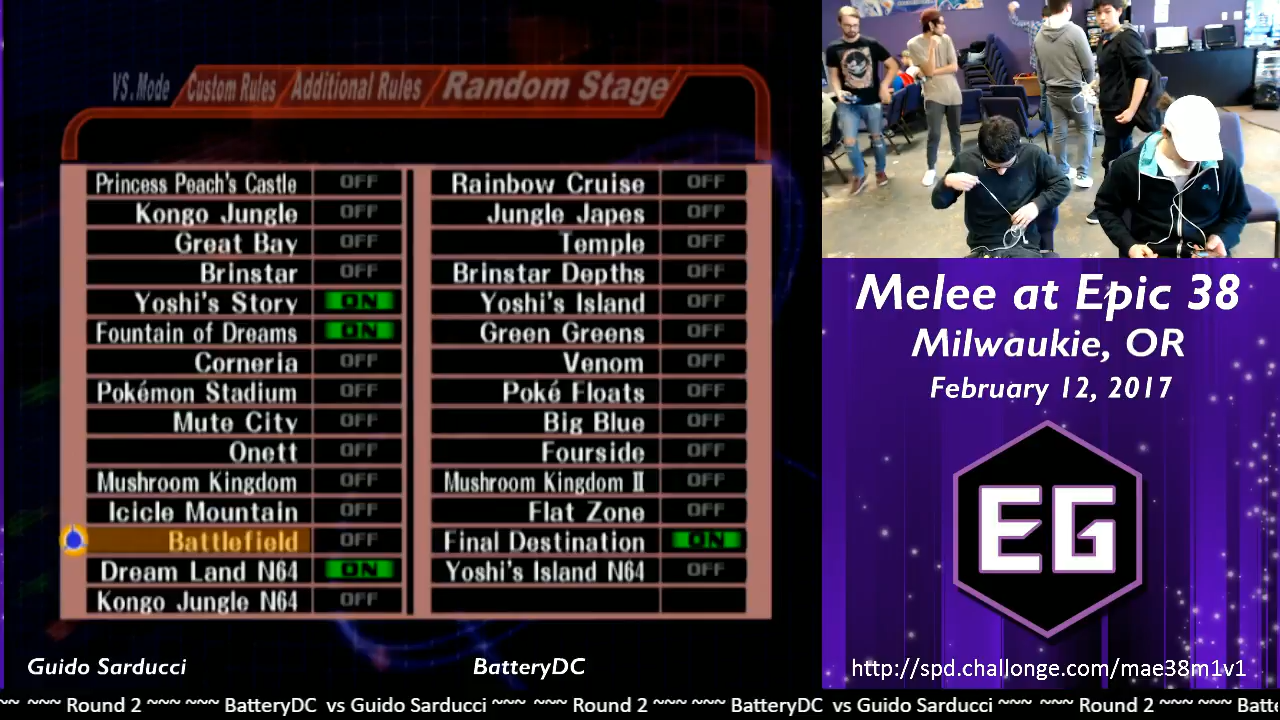 VS. Mode Custom Rules Additional Rules Random Stage
Princess Peach's Castle OFF Rainbow Cruise OFF
Kongo Jungle OFF Jungle Japes OFF
Great Bay OFF Temple OFF
Brinstar OFF Brinstar Depths OFF
Yoshi's Story ON Yoshi's Island OFF
Fountain of Dreams ON Green Greens OFF
Corneria OFF Venom OFF
Pokémon Stadium OFF Poké Floats OFF
Mute City OFF Big Blue OFF
Onett OFF Fourside OFF
Mushroom Kingdom OFF Mushroom Kingdom II OFF
Icicle Mountain OFF Flat Zone OFF
Battlefield OFF Final Destination ON
Dream Land N64 ON Yoshi's Island N64 OFF
Kongo Jungle N64 OFF
Guido Sarducci BatteryDC
Melee at Epic 38
Milwaukie, OR
February 12, 2017
EG
http://spd.challonge.com/mae38m1v1
~~ ~~~ Round 2 ~~~ ~~~ BatteryDC vs Guido Sarducci ~~~ ~~~ Round 2 ~~~ ~~~ BatteryDC vs Guido Sarducci ~~~ ~~~ Round 2 ~~~ ~~~ Batte